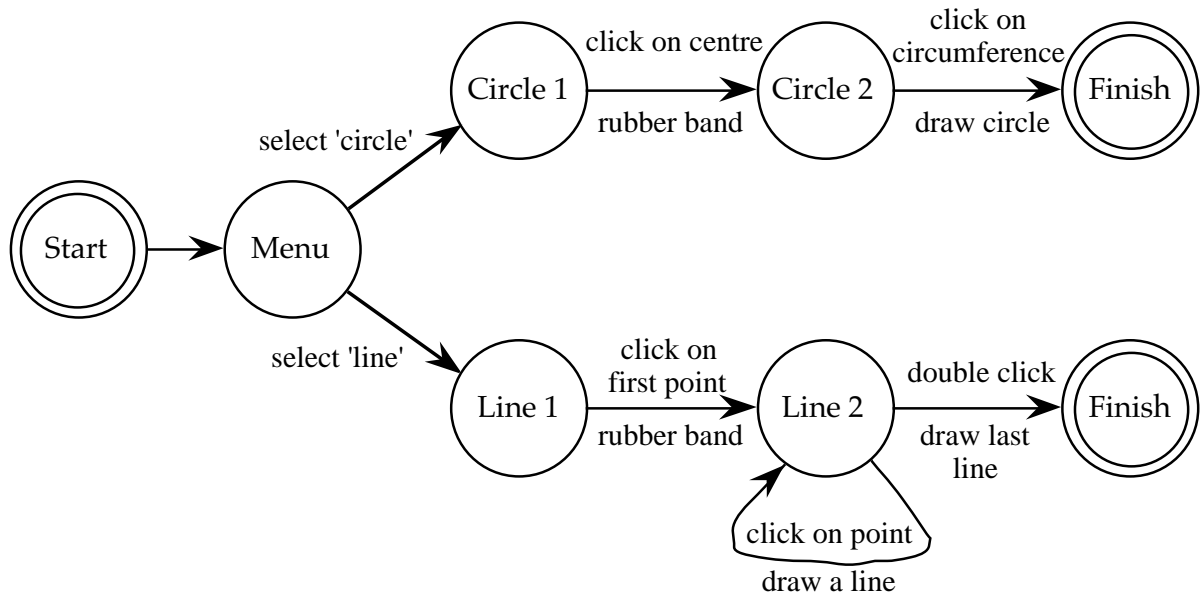 Start
Menu
select 'circle'
Circle 1
click on centre
rubber band
Circle 2
click on
circumference
draw circle
Finish
select 'line'
Line 1
click on
first point
rubber band
Line 2
click on point
draw a line
double click
draw last
line
Finish